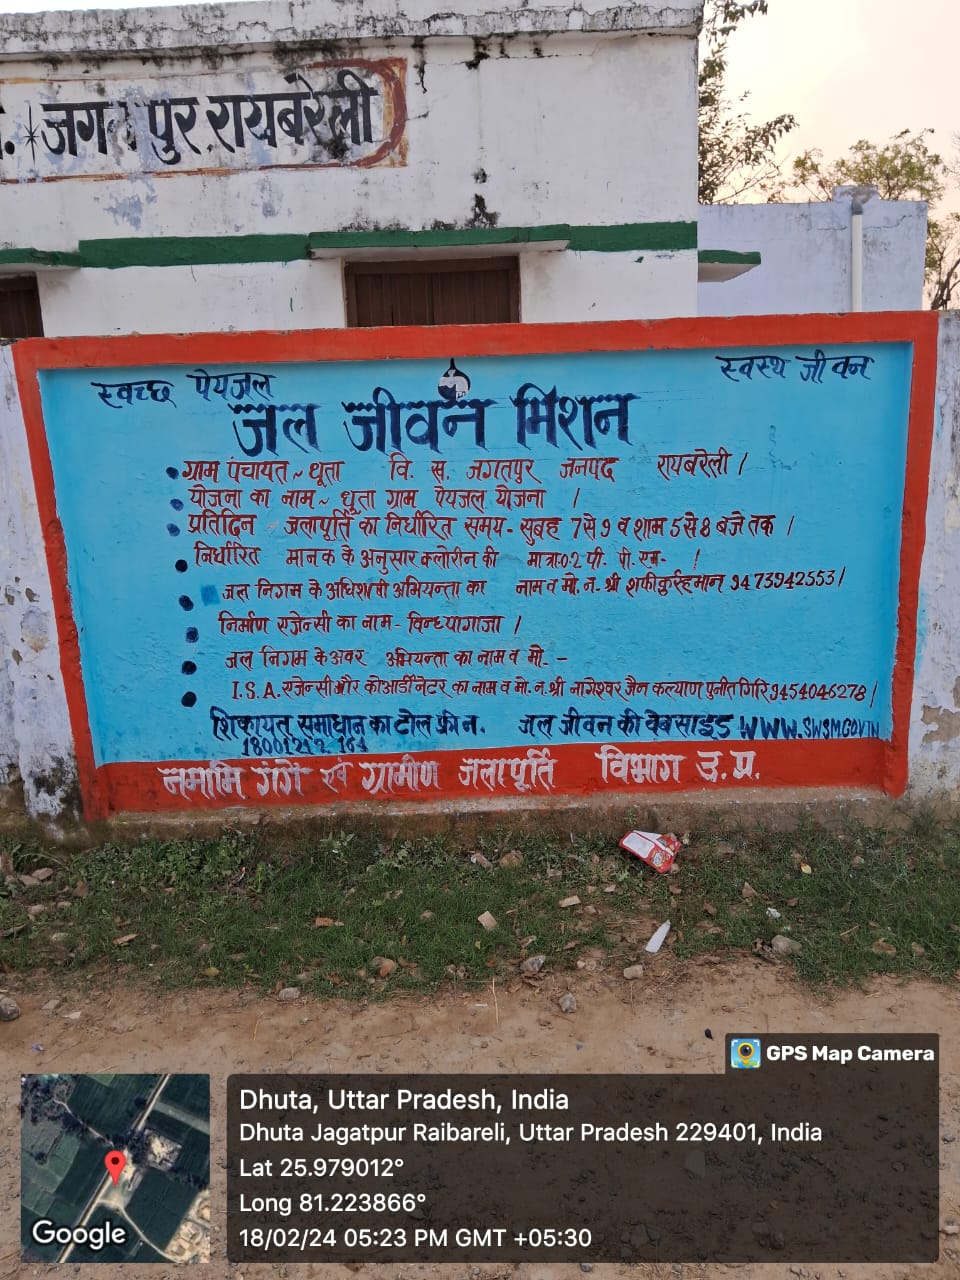 जगतपुर, रायबरेली
स्वच्छ पेयजल
स्वस्थ जीवन
जल जीवन मिशन
ग्राम पंचायत ~ धूता वि. स. जगतपुर जनपद रायबरेली /
योजना का नाम ~ धूता ग्राम पेयजल योजना /
प्रतिदिन जलापूर्ति का निर्धारित समय - सुबह 7 से 9 व शाम 5 से 8 बजे तक /
निर्धारित मानक के अनुसार क्लोरीन की मात्रा 0.2 पी. पी. एम. /
जल निगम के अधिशाषी अभियन्ता का नाम व मो. न. - श्री शफीकुर्रहमान 9473942553 /
निर्माण एजेन्सी का नाम - विन्ध्यागाजा /
जल निगम के अवर अभियन्ता का नाम व मो. -
I.S.A. एजेन्सी और कोआर्डीनेटर का नाम व मो. न. श्री नागेश्वर जैन कल्याण पुनीत गिरि 9454046278 /
शिकायत समाधान का टोल फ्री न. जल जीवन की वेबसाइड WWW.SWSM.GOV.IN
नमामि गंगे एवं ग्रामीण जलापूर्ति विभाग उ.प्र.
GPS Map Camera
Dhuta, Uttar Pradesh, India
Dhuta Jagatpur Raibareli, Uttar Pradesh 229401, India
Lat 25.979012°
Long 81.223866°
18/02/24 05:23 PM GMT +05:30
Google